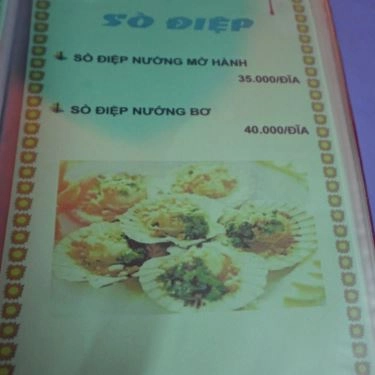 SÒ ĐIỆP
SÒ ĐIỆP NƯỚNG MỠ HÀNH
35.000/ĐĨA
SÒ ĐIỆP NƯỚNG BƠ
40.000/ĐĨA